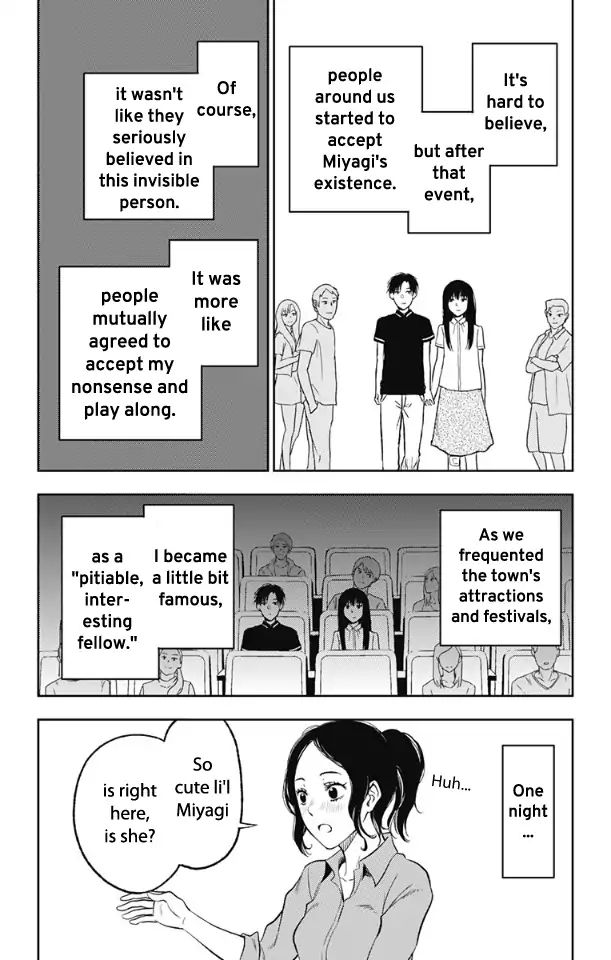 It's
hard to
believe,
but after
that
event,
people
around us
started to
accept
Miyagi's
existence.
Of
course,
it wasn't
like they
seriously
believed in
this invisible
person.
It was
more
like
people
mutually
agreed to
accept my
nonsense and
play along.
As we
frequented
the town's
attractions
and festivals,
I became
a little bit
famous,
as a
"pitiable,
inter-
esting
fellow."
One
night
...
Huh...
So
cute li'l
Miyagi
is right
here,
is she?